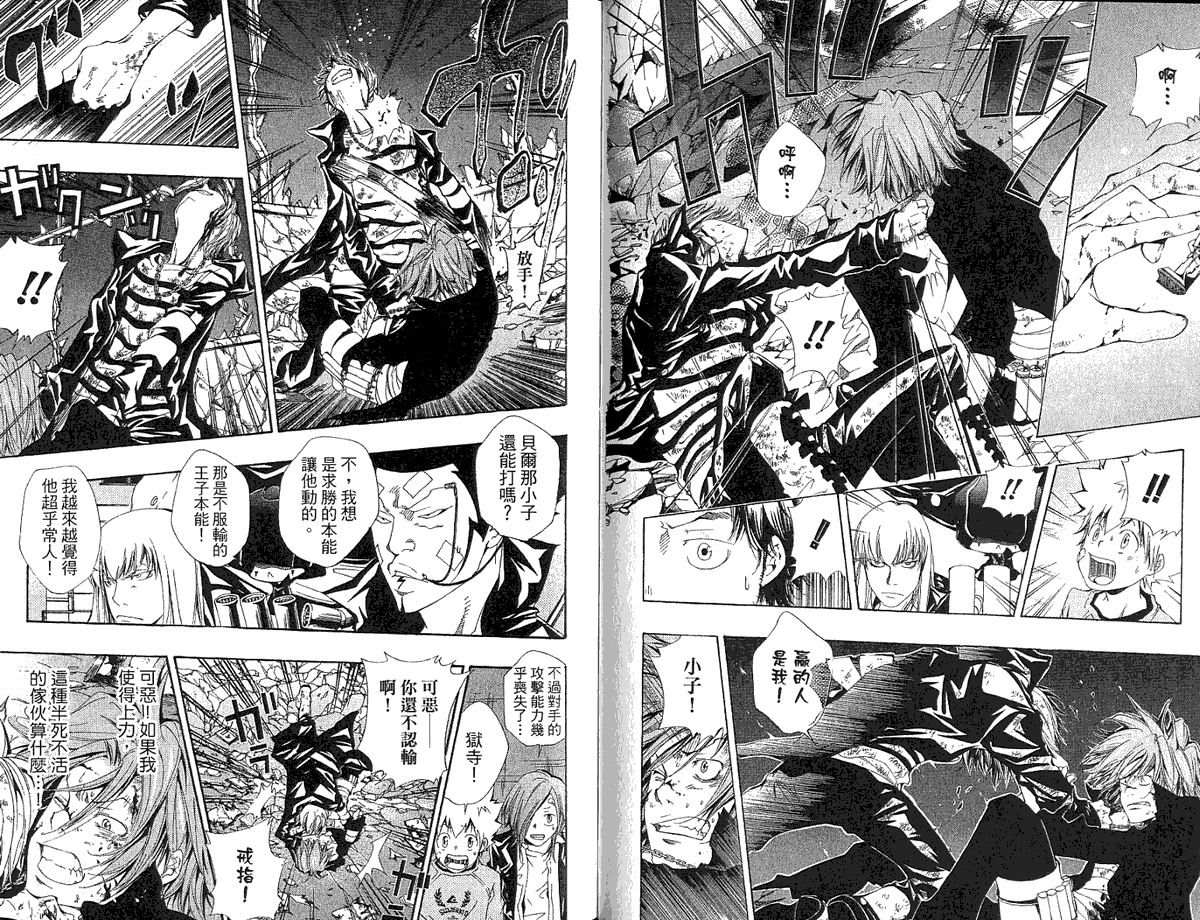 啊…
呼啊…
!!
!!
!!
!
贏的人
是我！
小子！
放手！
ガクン
!!
貝爾那小子
還能打嗎？
不，我想
是求勝的本能
讓他動的。
那是不服輸的
王子本能！
我越來越覺得
他超乎常人！
不過對手的
攻擊能力幾
乎喪失了…
獄寺！
可惡——
你還不認輸
啊！
ガラ
戒指！
可惡！！如果我
使得上力，
這種半死不活
的傢伙算什麼…！